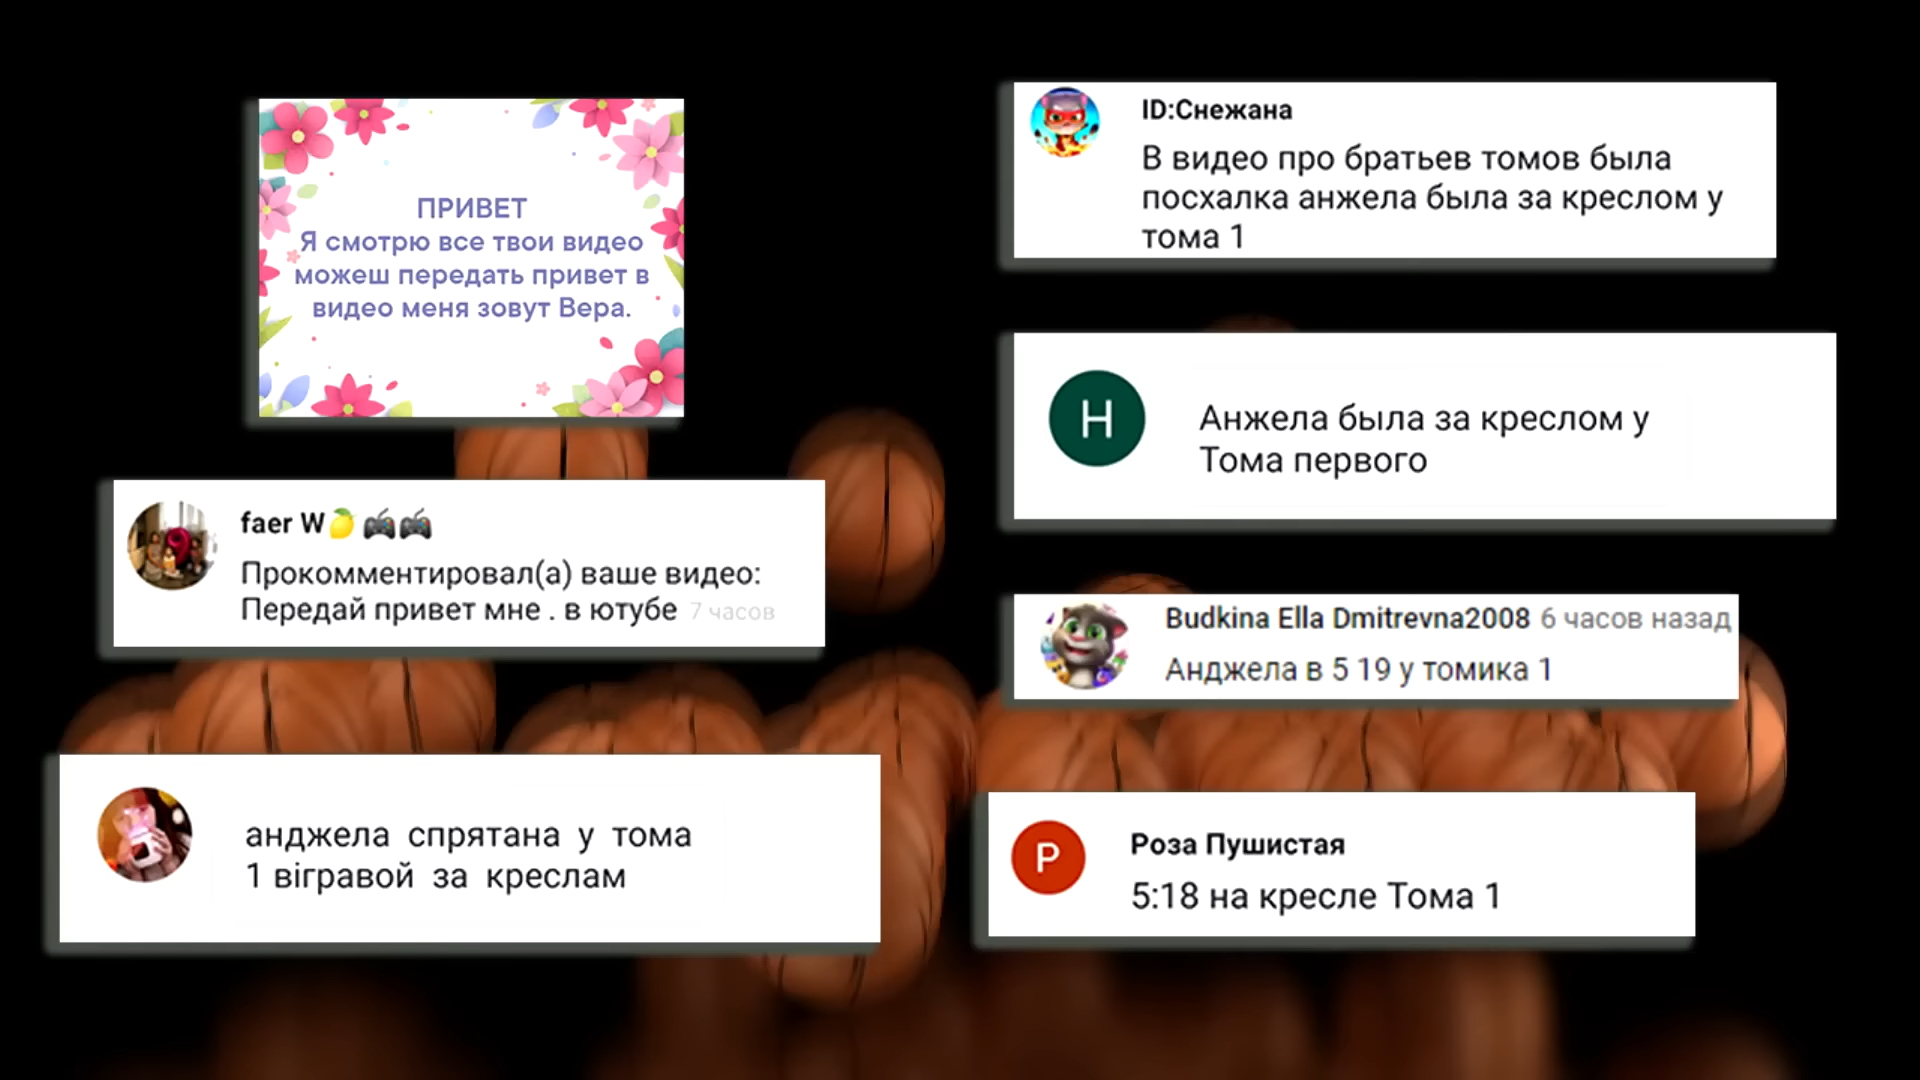 ПРИВЕТ
Я смотрю все твои видео
можеш передать привет в
видео меня зовут Вера.
faer W🍋🎮🎮
Прокомментировал(а) ваше видео:
Передай привет мне . в ютубе 7 часов
анджела спрятана у тома
1 вігравой за креслам
ID:Снежана
В видео про братьев томов была
посхалка анжела была за креслом у
тома 1
Н
Анжела была за креслом у
Тома первого
Budkina Ella Dmitrevna2008 6 часов назад
Анджела в 5 19 у томика 1
Р
Роза Пушистая
5:18 на кресле Тома 1